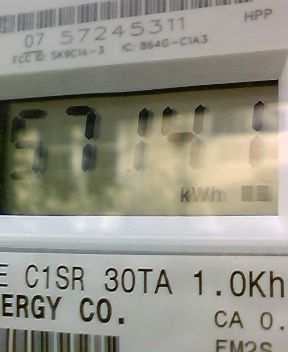 HPP
07 57245311
FCC ID: SK9C1A-3 IC: 864G-C1A3
57141
kWh
E C1SR 30TA 1.0Kh
ERGY CO.
CA 0.
EM2S